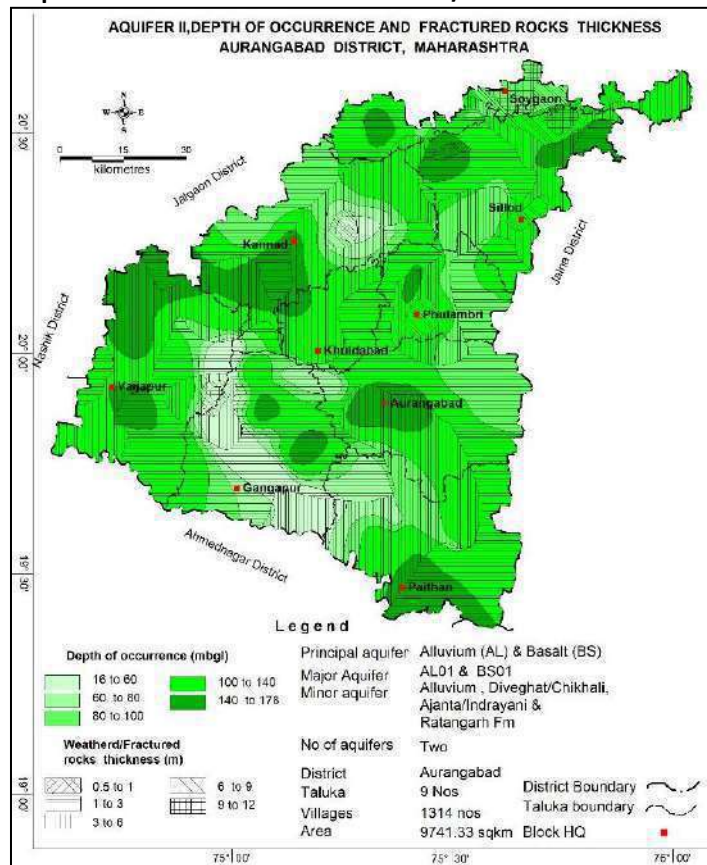 AQUIFER II,DEPTH OF OCCURRENCE AND FRACTURED ROCKS THICKNESS
AURANGABAD DISTRICT, MAHARASHTRA
N
W E
S
0 15 30
kilometres
20° 30'
20° 00'
19° 30'
19° 00'
Jalgaon District
Nashik District
Jalna District
Ahmednagar District
Soygaon
Sillod
Kannad
Phulambri
Khuldabad
Vaijapur
Aurangabad
Gangapur
Paithan
Legend
Depth of occurrence (mbgl)
16 to 60
60 to 80
80 to 100
100 to 140
140 to 178
Weatherd/Fractured
rocks thickness (m)
0.5 to 1
1 to 3
3 to 6
6 to 9
9 to 12
Principal aquifer Alluvium (AL) & Basalt (BS)
Major Aquifer AL01 & BS01
Minor aquifer Alluvium , Diveghat/Chikhali,
Ajanta/Indrayani &
Ratangarh Fm
No of aquifers Two
District Aurangabad
Taluka 9 Nos
Villages 1314 nos
Area 9741.33 sqkm
District Boundary
Taluka boundary
Block HQ
75° 00'
75° 30'
76° 00'